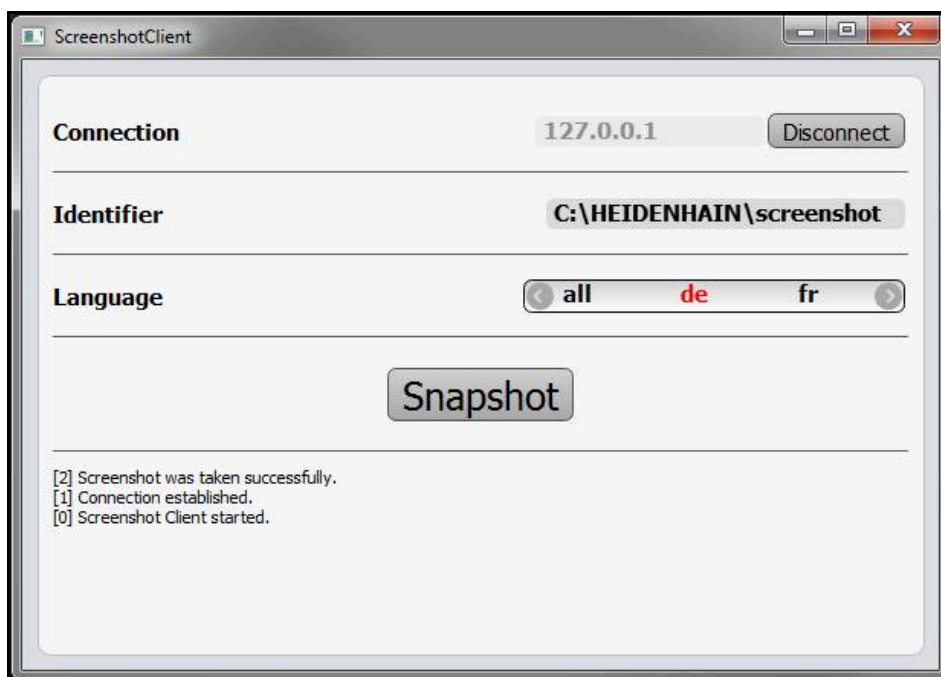 ScreenshotClient
Connection 127.0.0.1 Disconnect
Identifier C:\HEIDENHAIN\screenshot
Language all de fr
Snapshot
[2] Screenshot was taken successfully.
[1] Connection established.
[0] Screenshot Client started.